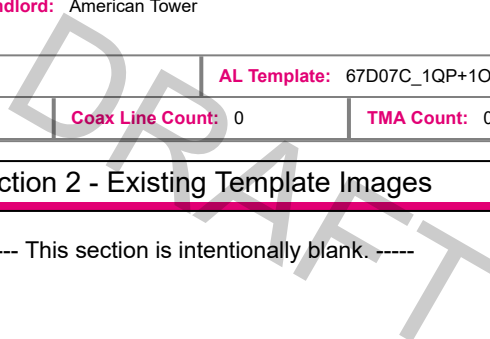 ndlord: American Tower
AL Template: 67D07C_1QP+1O
Coax Line Count: 0 TMA Count: 0
ction 2 - Existing Template Images
-- This section is intentionally blank. -----
DRAFT